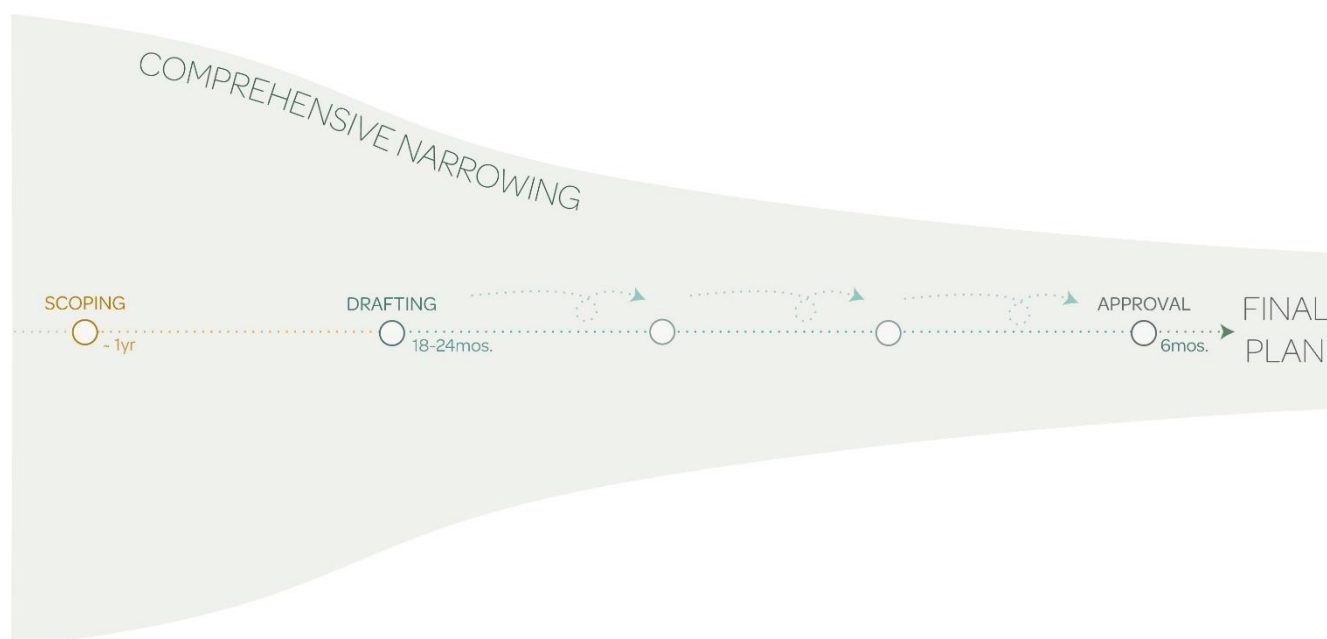 COMPREHENSIVE NARROWING
SCOPING
~ 1yr
DRAFTING
18-24mos.
APPROVAL
6mos.
FINAL
PLAN